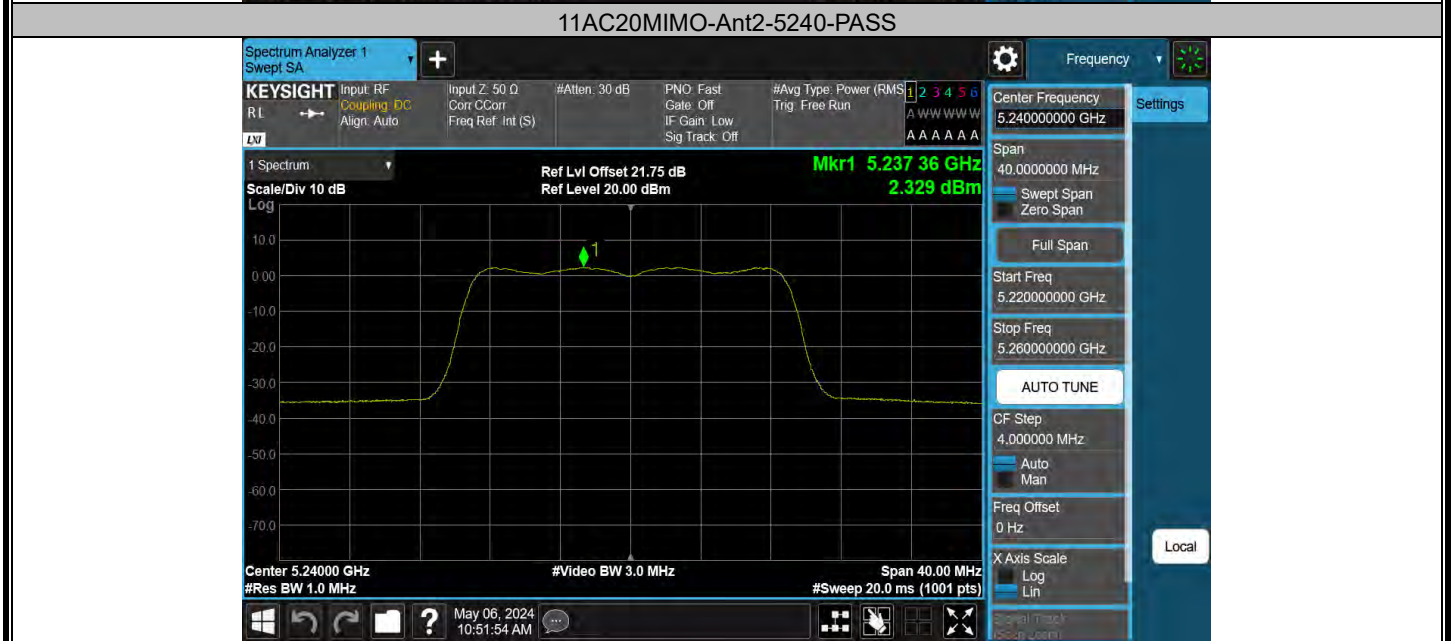 11AC20MIMO-Ant2-5240-PASS
Spectrum Analyzer 1
Swept SA
+
Frequency
KEYSIGHT
RL
LXI
Input: RF
Coupling: DC
Align: Auto
Input Z: 50 Ω
Corr CCorr
Freq Ref: Int (S)
#Atten: 30 dB
PNO: Fast
Gate: Off
IF Gain: Low
Sig Track: Off
#Avg Type: Power (RMS
Trig: Free Run
1 2 3 4 5 6
A W W W W W
A A A A A A
1 Spectrum
Scale/Div 10 dB
Log
Ref Lvl Offset 21.75 dB
Ref Level 20.00 dBm
Mkr1 5.237 36 GHz
2.329 dBm
1
10.0
0.00
-10.0
-20.0
-30.0
-40.0
-50.0
-60.0
-70.0
Center 5.24000 GHz
#Res BW 1.0 MHz
#Video BW 3.0 MHz
Span 40.00 MHz
#Sweep 20.0 ms (1001 pts)
Center Frequency
5.240000000 GHz
Settings
Span
40.0000000 MHz
Swept Span
Zero Span
Full Span
Start Freq
5.220000000 GHz
Stop Freq
5.260000000 GHz
AUTO TUNE
CF Step
4.000000 MHz
Auto
Man
Freq Offset
0 Hz
X Axis Scale
Log
Lin
Local
Signal Track
(Span Zoom)
?
May 06, 2024
10:51:54 AM